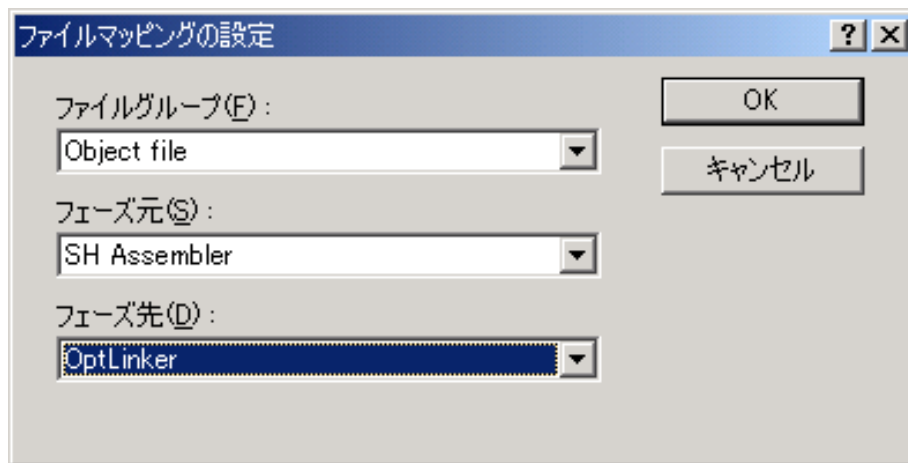 ファイルマッピングの設定
ファイルグループ(F):
Object file
フェーズ元(S):
SH Assembler
フェーズ先(D):
OptLinker
OK
キャンセル